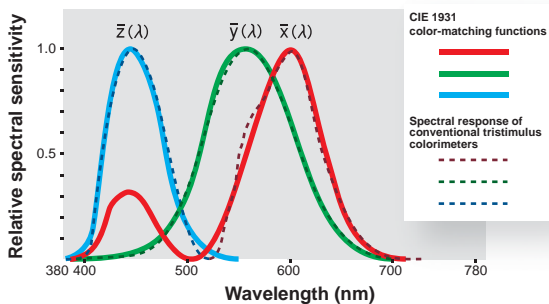 z̄(λ) ȳ(λ) x̄(λ)
CIE 1931
color-matching functions
Spectral response of
conventional tristimulus
colorimeters
Relative spectral sensitivity
1.0
0.5
380 400 500 600 700 780
Wavelength (nm)